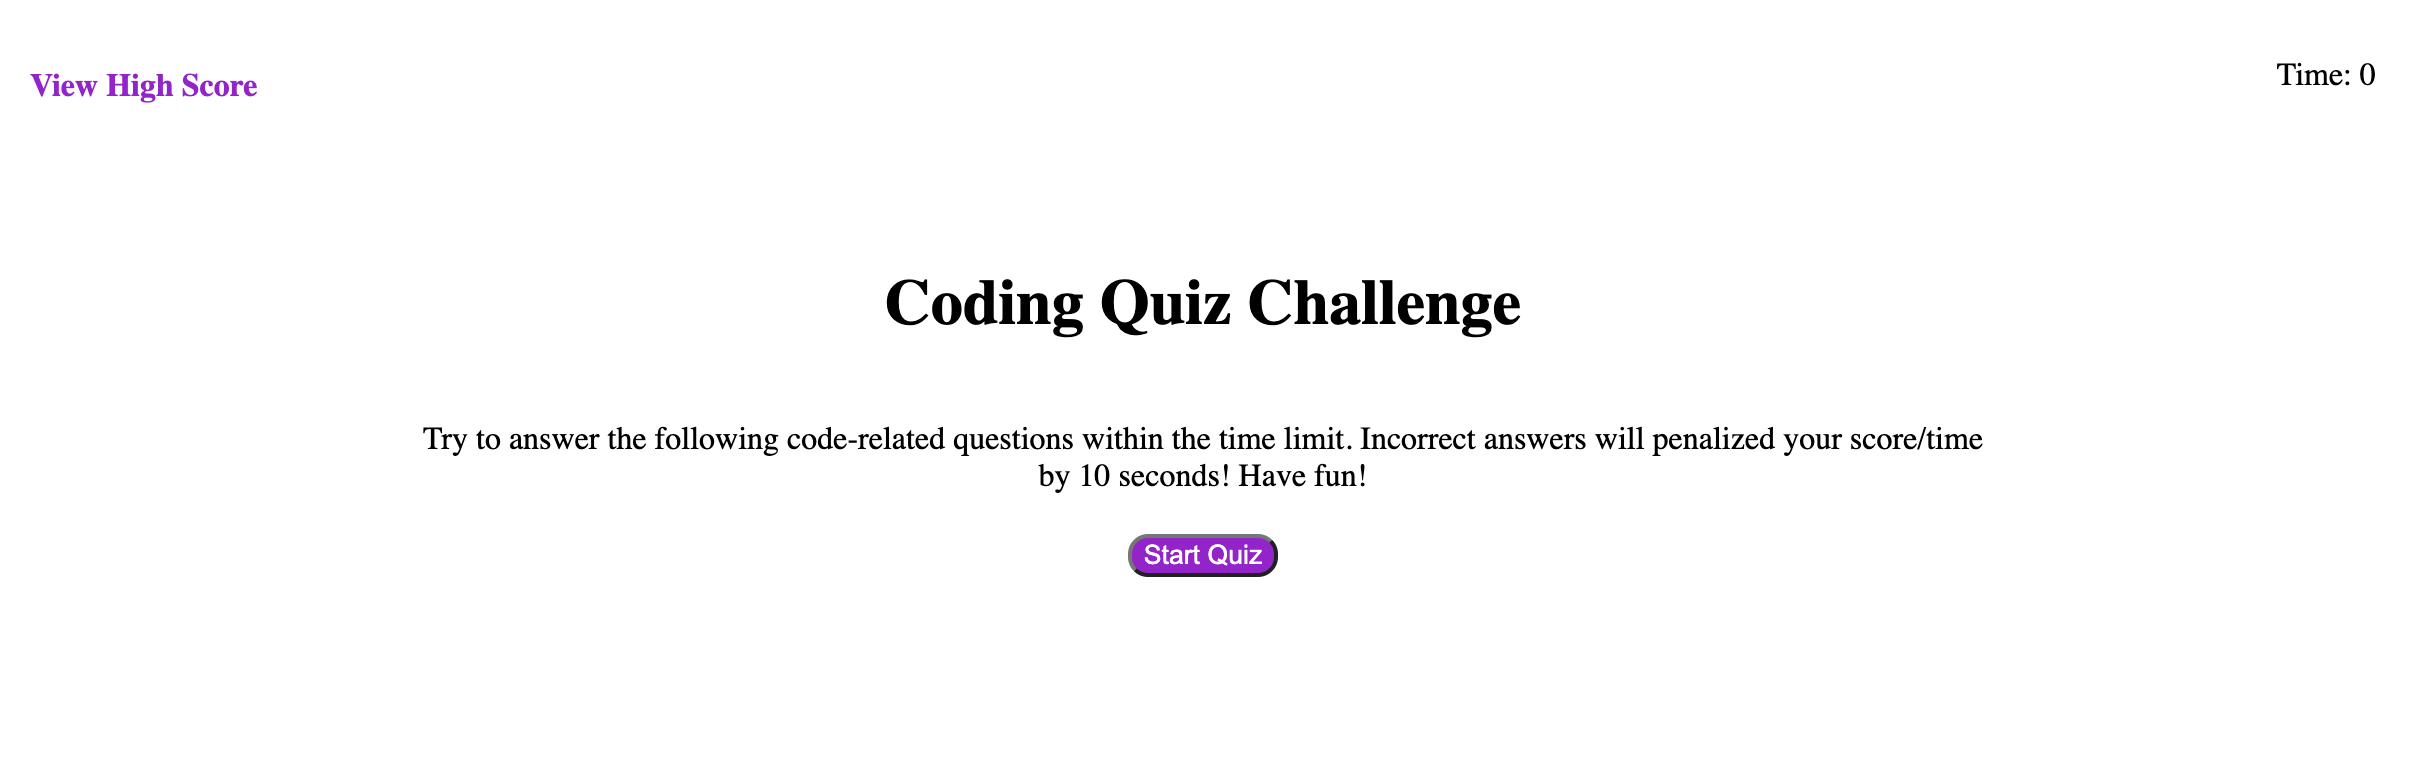 View High Score
Time: 0
Coding Quiz Challenge
Try to answer the following code-related questions within the time limit. Incorrect answers will penalized your score/time
by 10 seconds! Have fun!
Start Quiz